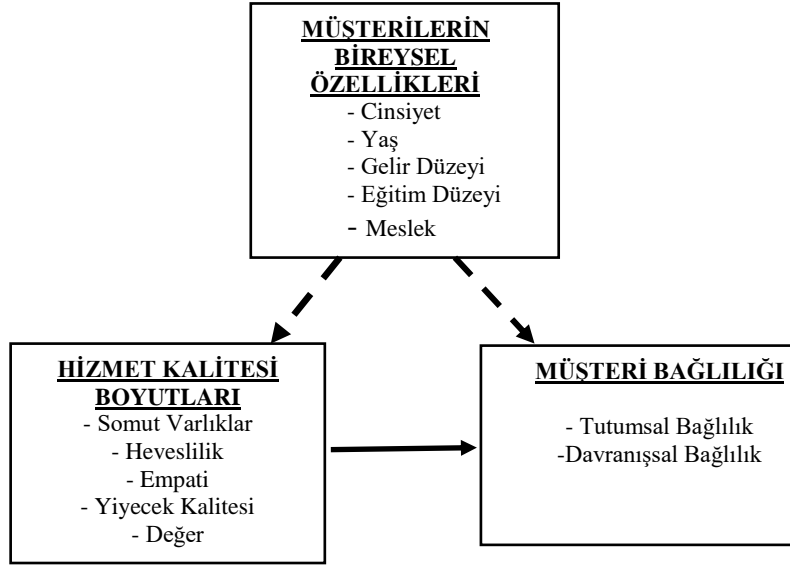 MÜŞTERİLERİN
BİREYSEL
ÖZELLİKLERİ
- Cinsiyet
- Yaş
- Gelir Düzeyi
- Eğitim Düzeyi
- Meslek
HİZMET KALİTESİ
BOYUTLARI
- Somut Varlıklar
- Heveslilik
- Empati
- Yiyecek Kalitesi
- Değer
MÜŞTERİ BAĞLILIĞI
- Tutumsal Bağlılık
-Davranışsal Bağlılık